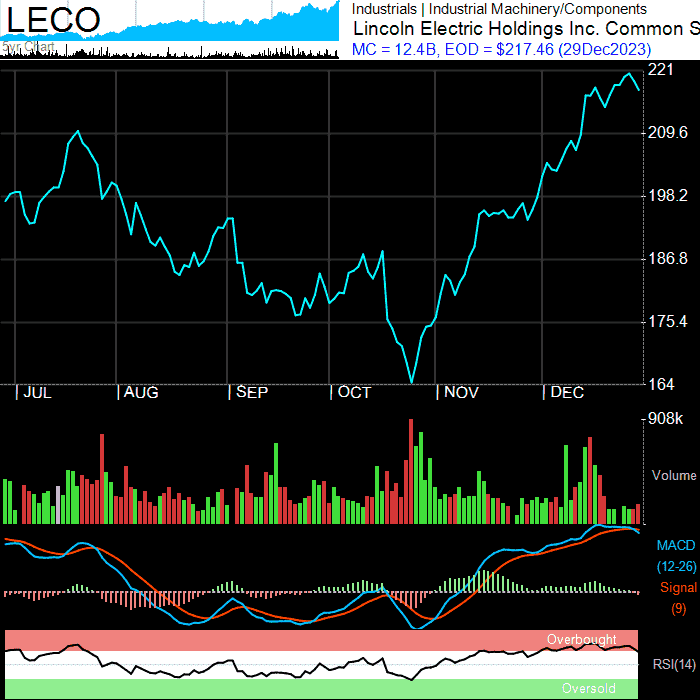 LECO
5yr Chart
Industrials | Industrial Machinery/Components
Lincoln Electric Holdings Inc. Common S
MC = 12.4B, EOD = $217.46 (29Dec2023)
221
209.6
198.2
186.8
175.4
164
| JUL | AUG | SEP | OCT | NOV | DEC
908k
Volume
MACD
(12-26)
Signal
(9)
Overbought
RSI(14)
Oversold